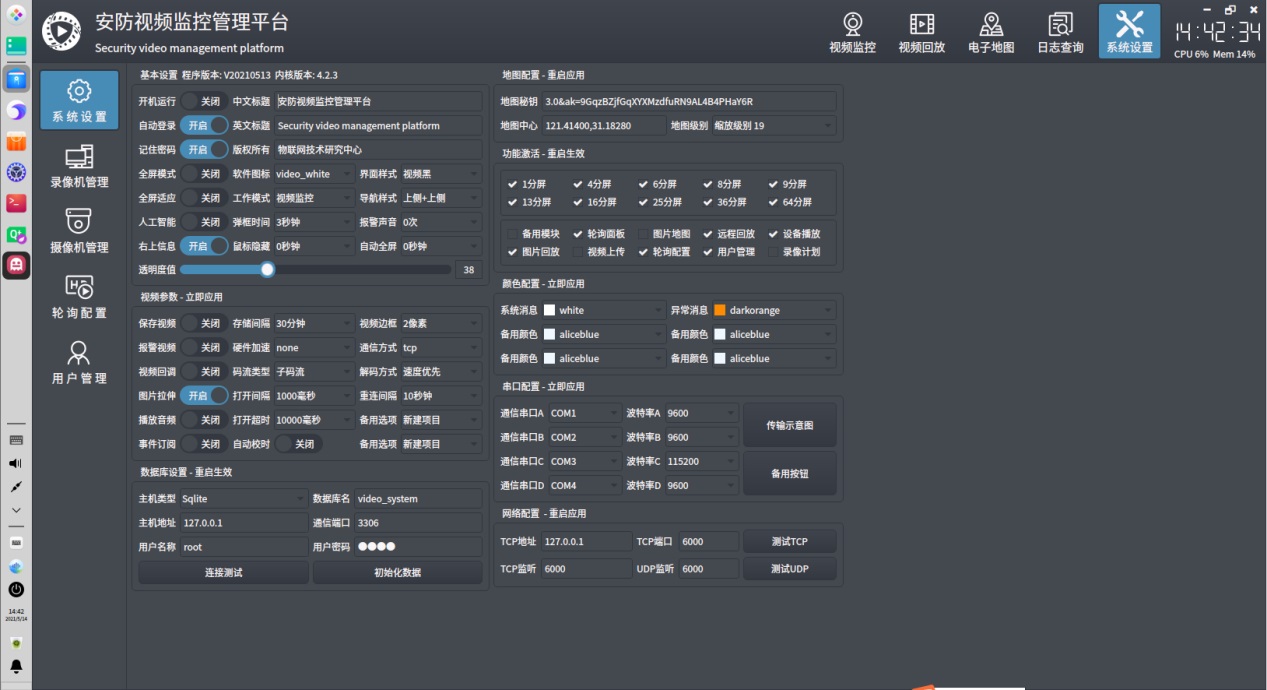 安防视频监控管理平台
Security video management platform
视频监控 视频回放 电子地图 日志查询 系统设置
14:42:34
CPU 6% Mem 14%
系统设置
录像机管理
摄像机管理
轮询配置
用户管理
基本设置 程序版本: V20210513 内核版本: 4.2.3
开机运行 关闭 中文标题 安防视频监控管理平台
自动登录 开启 英文标题 Security video management platform
记住密码 开启 版权所有 物联网技术研究中心
全屏模式 关闭 软件图标 video_white 界面样式 视频黑
全屏适应 关闭 工作模式 视频监控 导航样式 上侧+上侧
人工智能 关闭 弹框时间 3秒钟 报警声音 0次
右上信息 开启 鼠标隐藏 0秒钟 自动全屏 0秒钟
透明度值 38
视频参数 - 立即应用
保存视频 关闭 存储间隔 30分钟 视频边框 2像素
报警视频 关闭 硬件加速 none 通信方式 tcp
视频回调 关闭 码流类型 子码流 解码方式 速度优先
图片拉伸 开启 打开间隔 1000毫秒 重连间隔 10秒钟
播放音频 关闭 打开超时 10000毫秒 备用选项 新建项目
事件订阅 关闭 自动校时 关闭 备用选项 新建项目
数据库设置 - 重启生效
主机类型 Sqlite 数据库名 video_system
主机地址 127.0.0.1 通信端口 3306
用户名称 root 用户密码 ●●●●
连接测试 初始化数据
地图配置 - 重启应用
地图秘钥 3.0&ak=9GqzBZjfGqXYXMzdfuRN9AL4B4PHaY6R
地图中心 121.41400,31.18280 地图级别 缩放级别 19
功能激活 - 重启生效
1分屏 4分屏 6分屏 8分屏 9分屏
13分屏 16分屏 25分屏 36分屏 64分屏
备用模块 轮询面板 图片地图 远程回放 设备播放
图片回放 视频上传 轮询配置 用户管理 录像计划
颜色配置 - 立即应用
系统消息 white 异常消息 darkorange
备用颜色 aliceblue 备用颜色 aliceblue
备用颜色 aliceblue 备用颜色 aliceblue
串口配置 - 立即应用
通信串口A COM1 波特率A 9600
通信串口B COM2 波特率B 9600
传输示意图
通信串口C COM3 波特率C 115200
通信串口D COM4 波特率D 9600
备用按钮
网络配置 - 重启应用
TCP地址 127.0.0.1 TCP端口 6000 测试TCP
TCP监听 6000 UDP监听 6000 测试UDP
14:42
2021/5/14